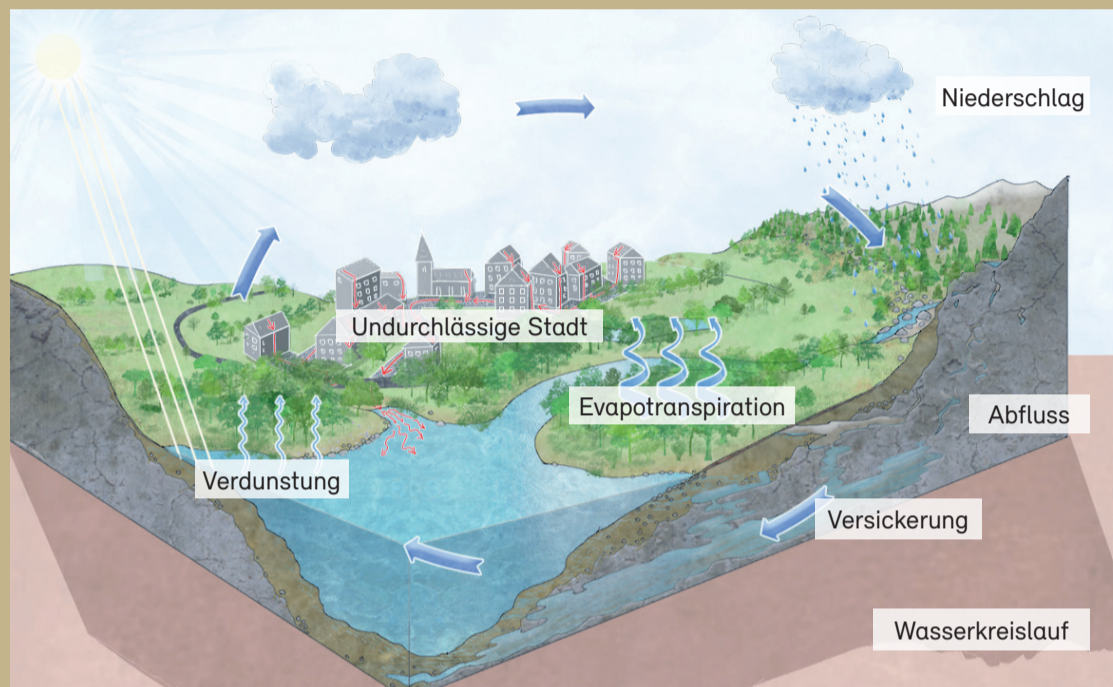 Niederschlag
Undurchlässige Stadt
Evapotranspiration
Abfluss
Verdunstung
Versickerung
Wasserkreislauf